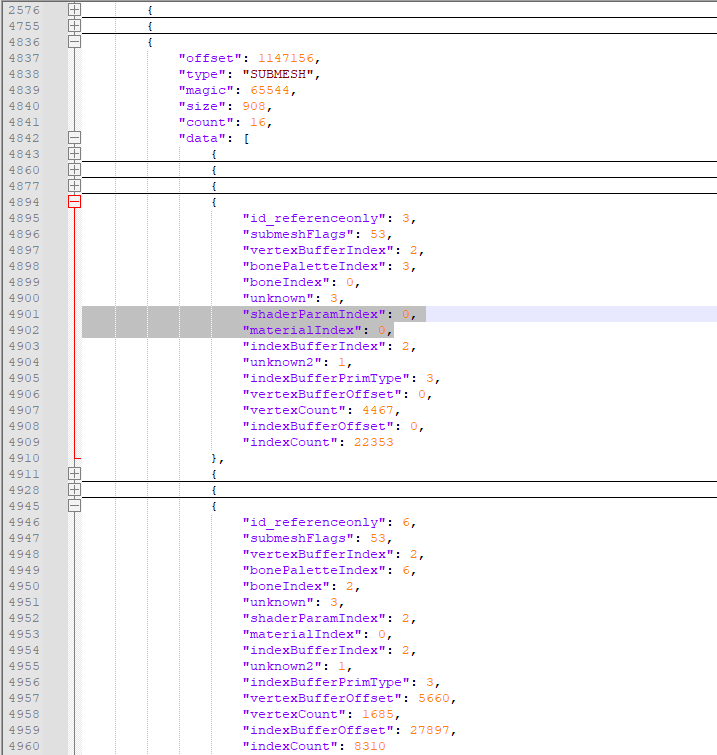 2576 {
4755 {
4836 {
4837 "offset": 1147156,
4838 "type": "SUBMESH",
4839 "magic": 65544,
4840 "size": 908,
4841 "count": 16,
4842 "data": [
4843 {
4860 {
4877 {
4894 {
4895 "id_referenceonly": 3,
4896 "submeshFlags": 53,
4897 "vertexBufferIndex": 2,
4898 "bonePaletteIndex": 3,
4899 "boneIndex": 0,
4900 "unknown": 3,
4901 "shaderParamIndex": 0,
4902 "materialIndex": 0,
4903 "indexBufferIndex": 2,
4904 "unknown2": 1,
4905 "indexBufferPrimType": 3,
4906 "vertexBufferOffset": 0,
4907 "vertexCount": 4467,
4908 "indexBufferOffset": 0,
4909 "indexCount": 22353
4910 },
4911 {
4928 {
4945 {
4946 "id_referenceonly": 6,
4947 "submeshFlags": 53,
4948 "vertexBufferIndex": 2,
4949 "bonePaletteIndex": 6,
4950 "boneIndex": 2,
4951 "unknown": 3,
4952 "shaderParamIndex": 2,
4953 "materialIndex": 0,
4954 "indexBufferIndex": 2,
4955 "unknown2": 1,
4956 "indexBufferPrimType": 3,
4957 "vertexBufferOffset": 5660,
4958 "vertexCount": 1685,
4959 "indexBufferOffset": 27897,
4960 "indexCount": 8310